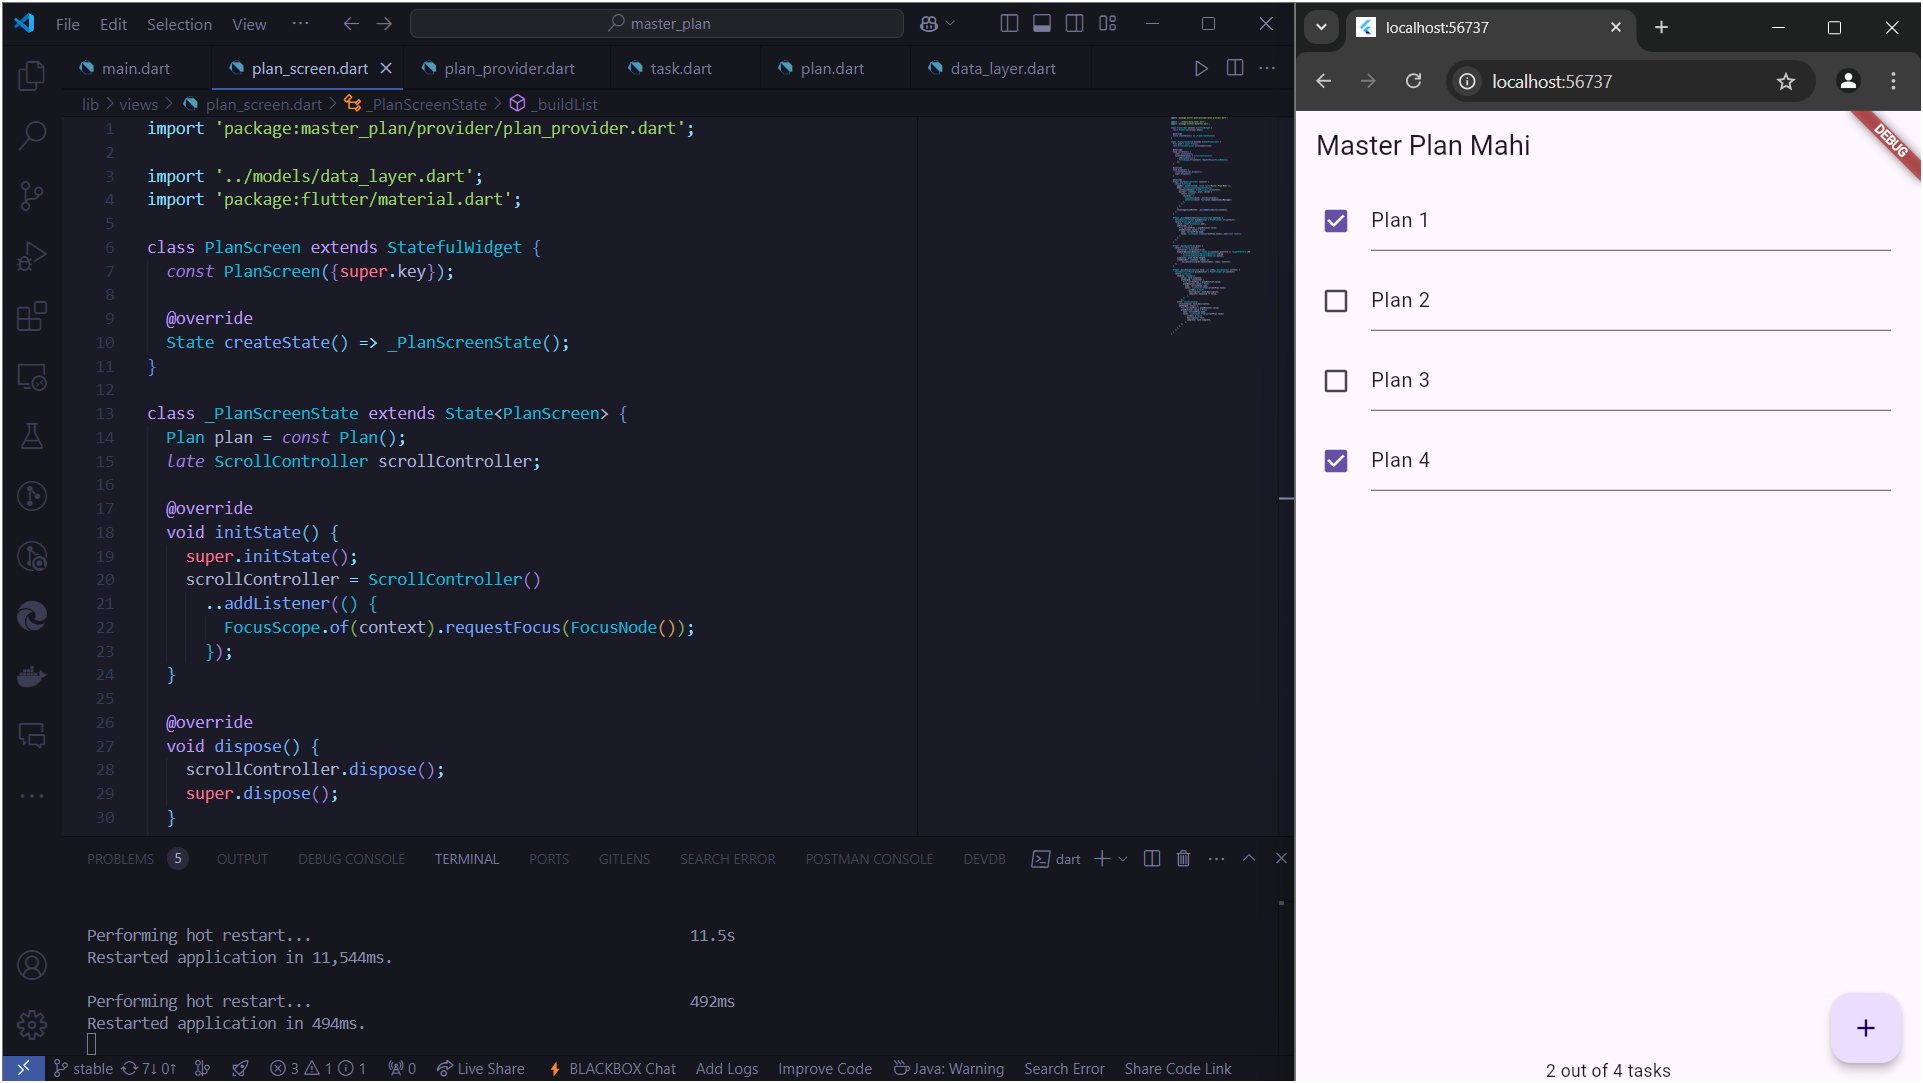 File Edit Selection View ··· master_plan
main.dart plan_screen.dart plan_provider.dart task.dart plan.dart data_layer.dart
lib > views > plan_screen.dart > _PlanScreenState > _buildList
1 import 'package:master_plan/provider/plan_provider.dart';
2
3 import '../models/data_layer.dart';
4 import 'package:flutter/material.dart';
5
6 class PlanScreen extends StatefulWidget {
7 const PlanScreen({super.key});
8
9 @override
10 State createState() => _PlanScreenState();
11 }
12
13 class _PlanScreenState extends State<PlanScreen> {
14 Plan plan = const Plan();
15 late ScrollController scrollController;
16
17 @override
18 void initState() {
19 super.initState();
20 scrollController = ScrollController()
21 ..addListener(() {
22 FocusScope.of(context).requestFocus(FocusNode());
23 });
24 }
25
26 @override
27 void dispose() {
28 scrollController.dispose();
29 super.dispose();
30 }
PROBLEMS 5 OUTPUT DEBUG CONSOLE TERMINAL PORTS GITLENS SEARCH ERROR POSTMAN CONSOLE DEVDB dart
Performing hot restart... 11.5s
Restarted application in 11,544ms.
Performing hot restart... 492ms
Restarted application in 494ms.
stable 7↓ 0↑ 3 1 1 0 Live Share BLACKBOX Chat Add Logs Improve Code Java: Warning Search Error Share Code Link
localhost:56737
localhost:56737
DEBUG
Master Plan Mahi
Plan 1
Plan 2
Plan 3
Plan 4
2 out of 4 tasks